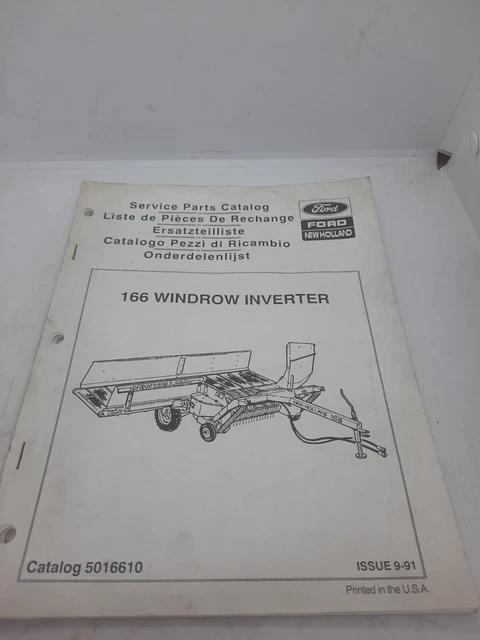 Service Parts Catalog
Liste de Pièces De Rechange
Ersatzteilliste
Catalogo Pezzi di Ricambio
Onderdelenlijst
Ford
FORD
NEW HOLLAND
166 WINDROW INVERTER
166
Catalog 5016610
ISSUE 9-91
Printed in the U.S.A.